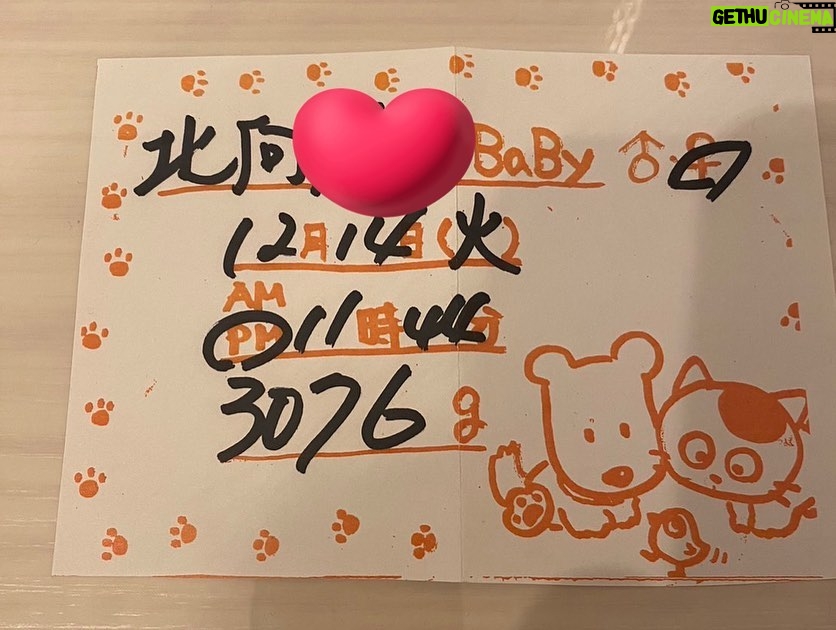 GETHU CINEMA
北向 BaBy ♂・♀
12月14日(火)
AM
PM 11時44分
3076 g